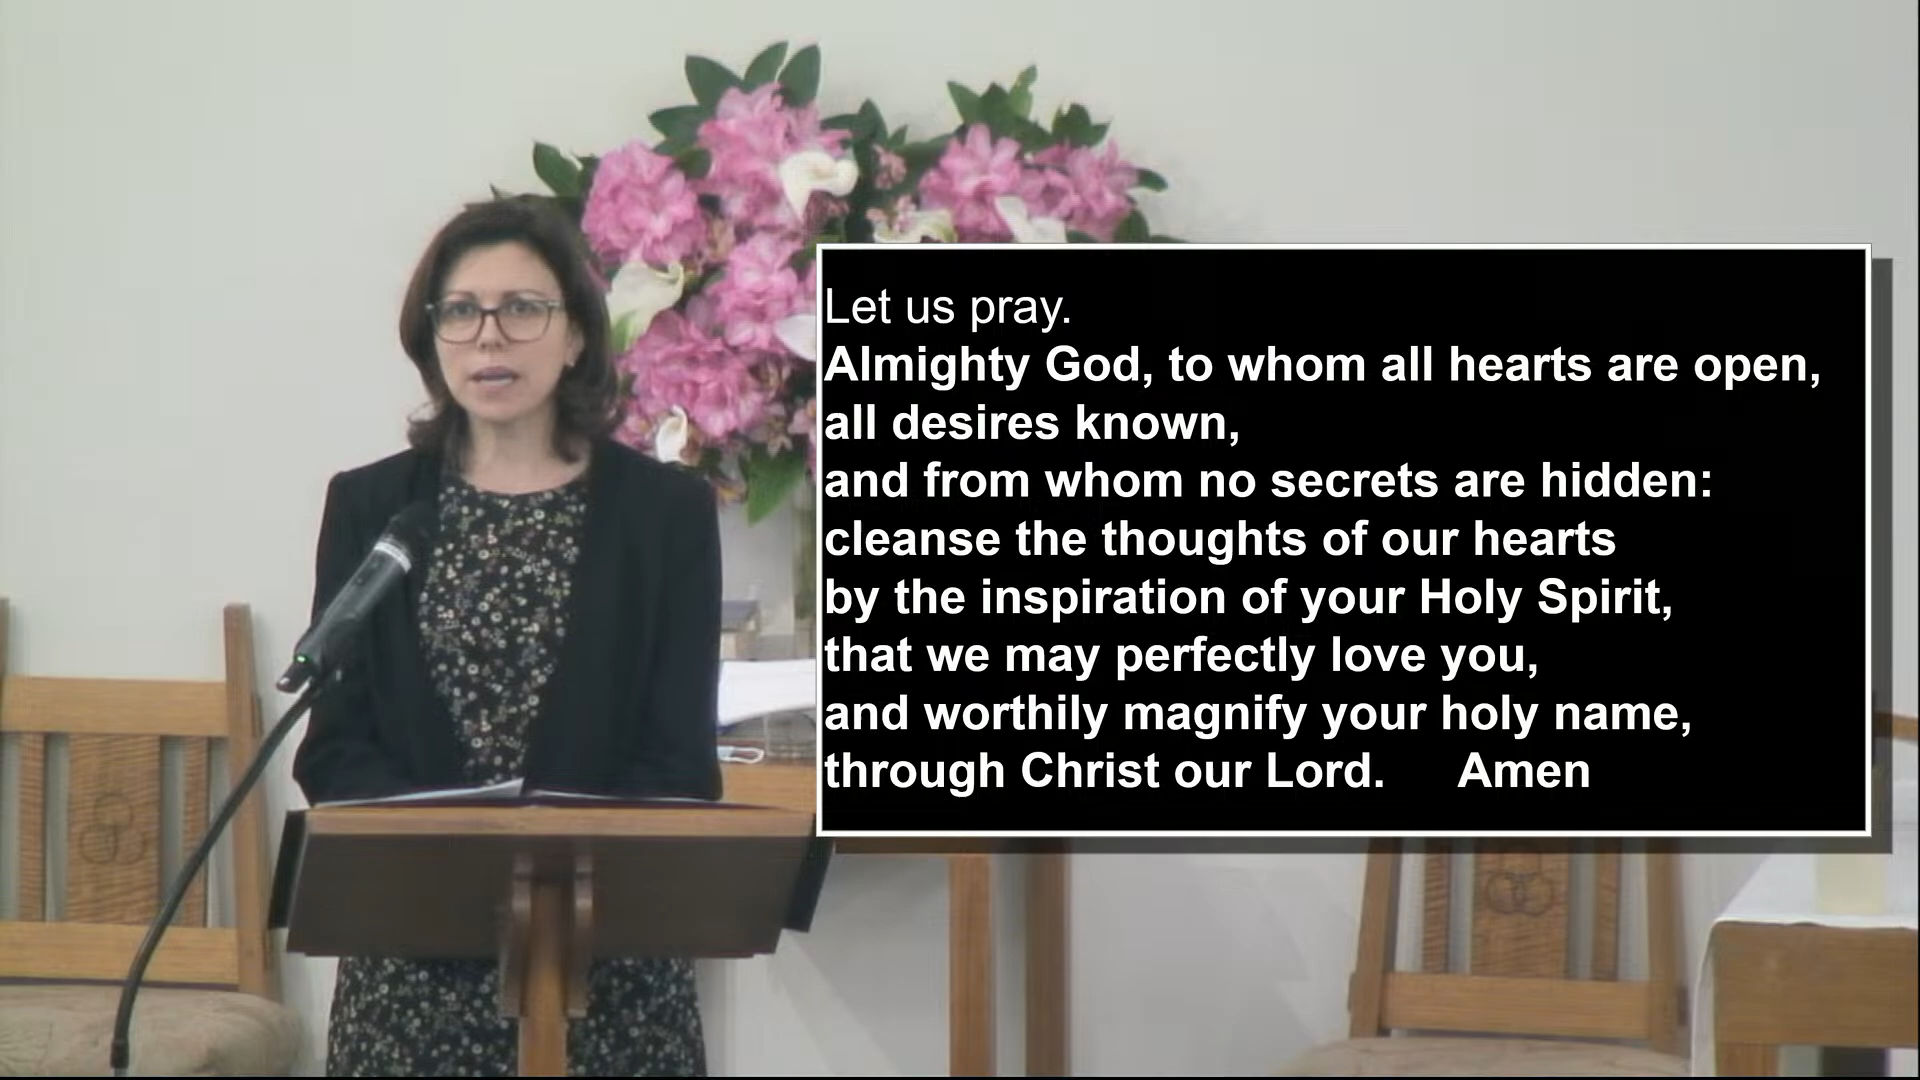 Let us pray.
Almighty God, to whom all hearts are open,
all desires known,
and from whom no secrets are hidden:
cleanse the thoughts of our hearts
by the inspiration of your Holy Spirit,
that we may perfectly love you,
and worthily magnify your holy name,
through Christ our Lord. Amen